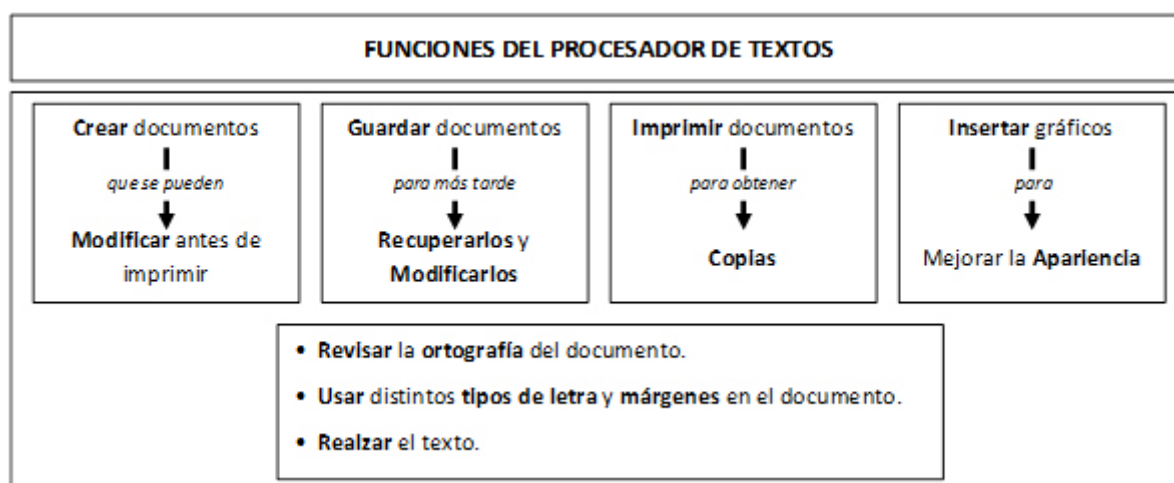 FUNCIONES DEL PROCESADOR DE TEXTOS
Crear documentos
que se pueden
Modificar antes de
imprimir
Guardar documentos
para más tarde
Recuperarlos y
Modificarlos
Imprimir documentos
para obtener
Copias
Insertar gráficos
para
Mejorar la Apariencia
• Revisar la ortografía del documento.
• Usar distintos tipos de letra y márgenes en el documento.
• Realzar el texto.